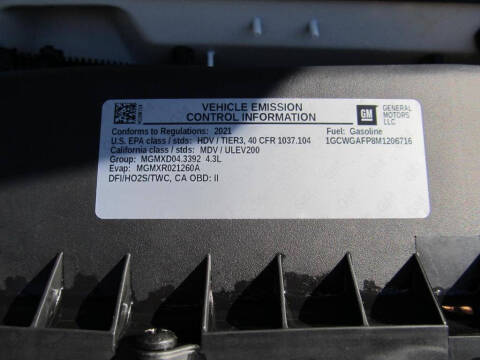 VEHICLE EMISSION
CONTROL INFORMATION
GM
GENERAL
MOTORS
LLC
Conforms to Regulations: 2021
Fuel: Gasoline
U.S. EPA class / stds: HDV / TIER3, 40 CFR 1037.104
1GCWGAFP8M1206716
California class / stds: MDV / ULEV200
Group: MGMXD04.3392 4.3L
Evap: MGMXR021260A
DFI/HO2S/TWC, CA OBD: II